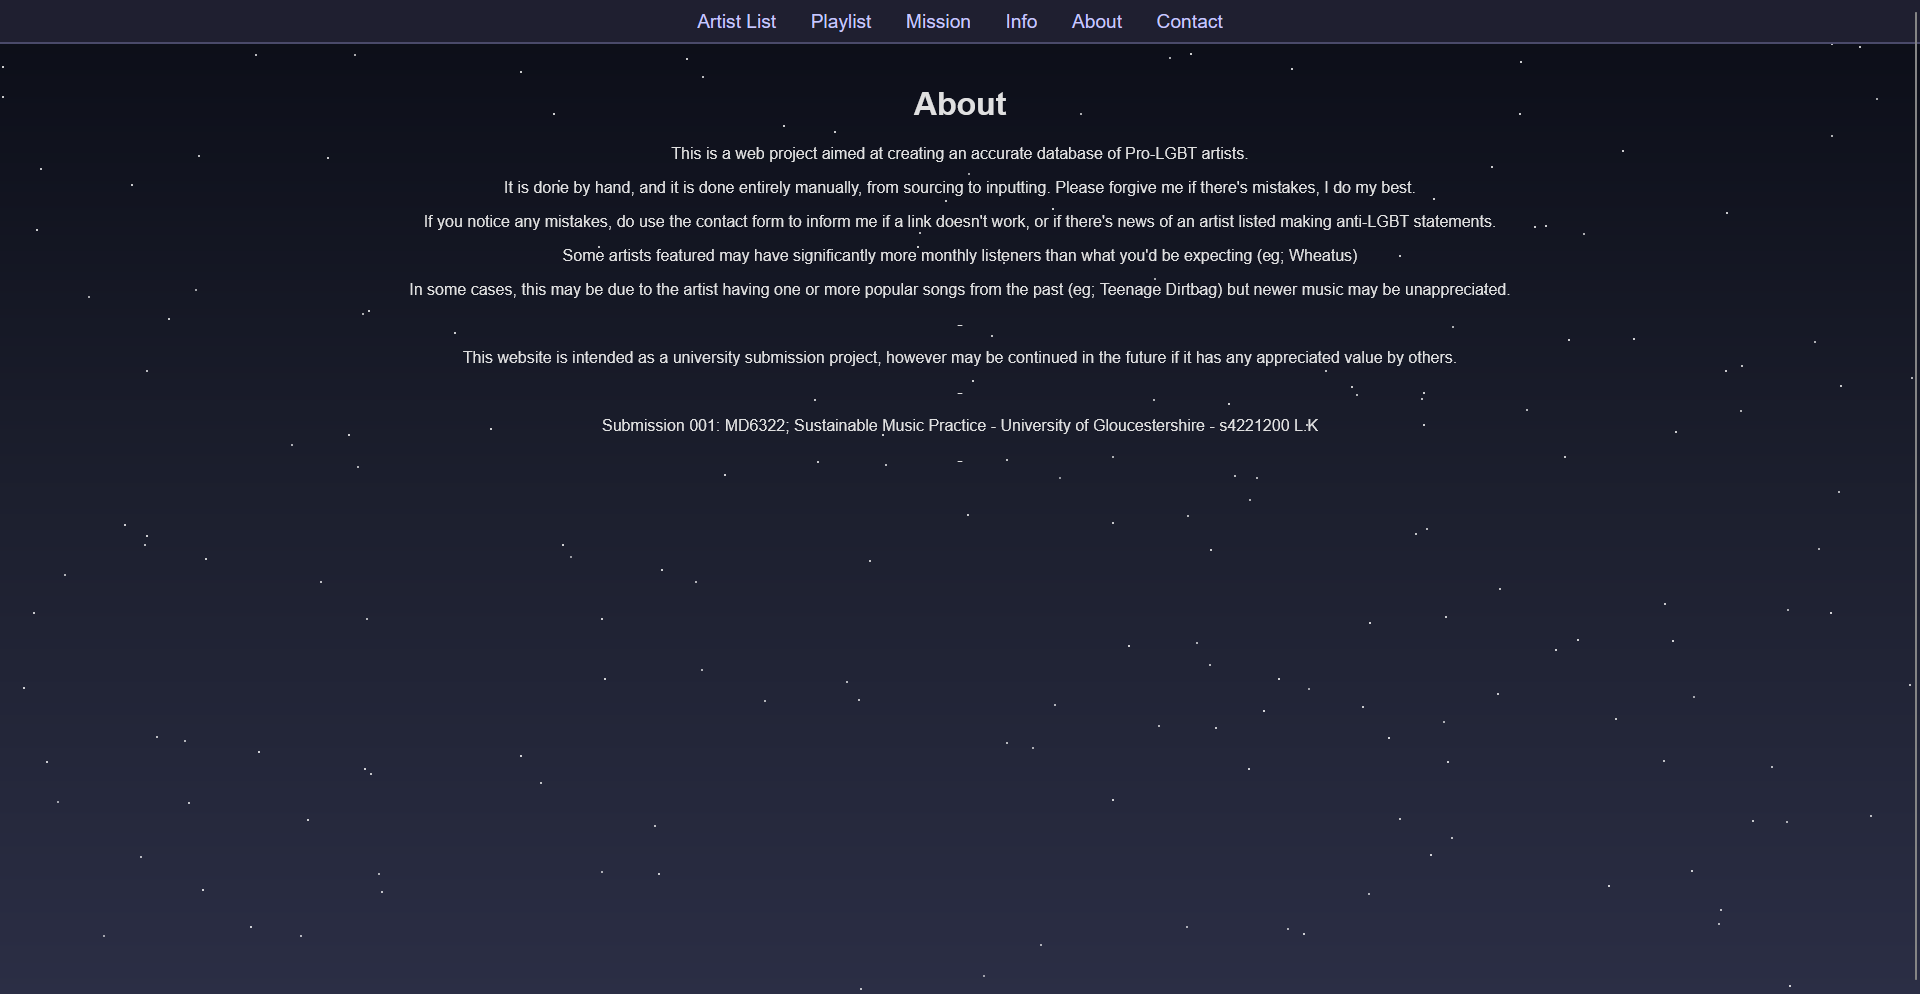 Artist List Playlist Mission Info About Contact
About
This is a web project aimed at creating an accurate database of Pro-LGBT artists.
It is done by hand, and it is done entirely manually, from sourcing to inputting. Please forgive me if there's mistakes, I do my best.
If you notice any mistakes, do use the contact form to inform me if a link doesn't work, or if there's news of an artist listed making anti-LGBT statements.
Some artists featured may have significantly more monthly listeners than what you'd be expecting (eg; Wheatus)
In some cases, this may be due to the artist having one or more popular songs from the past (eg; Teenage Dirtbag) but newer music may be unappreciated.
-
This website is intended as a university submission project, however may be continued in the future if it has any appreciated value by others.
-
Submission 001: MD6322; Sustainable Music Practice - University of Gloucestershire - s4221200 L.K
-